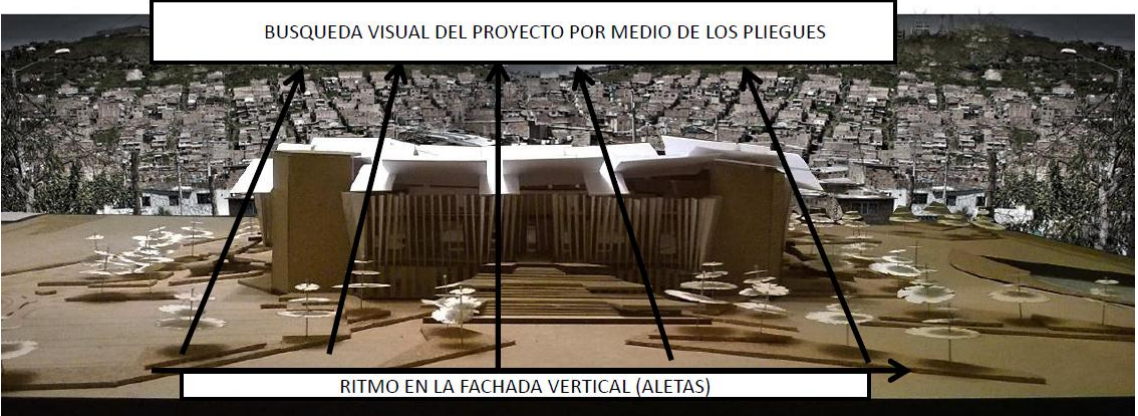 BUSQUEDA VISUAL DEL PROYECTO POR MEDIO DE LOS PLIEGUES
RITMO EN LA FACHADA VERTICAL (ALETAS)